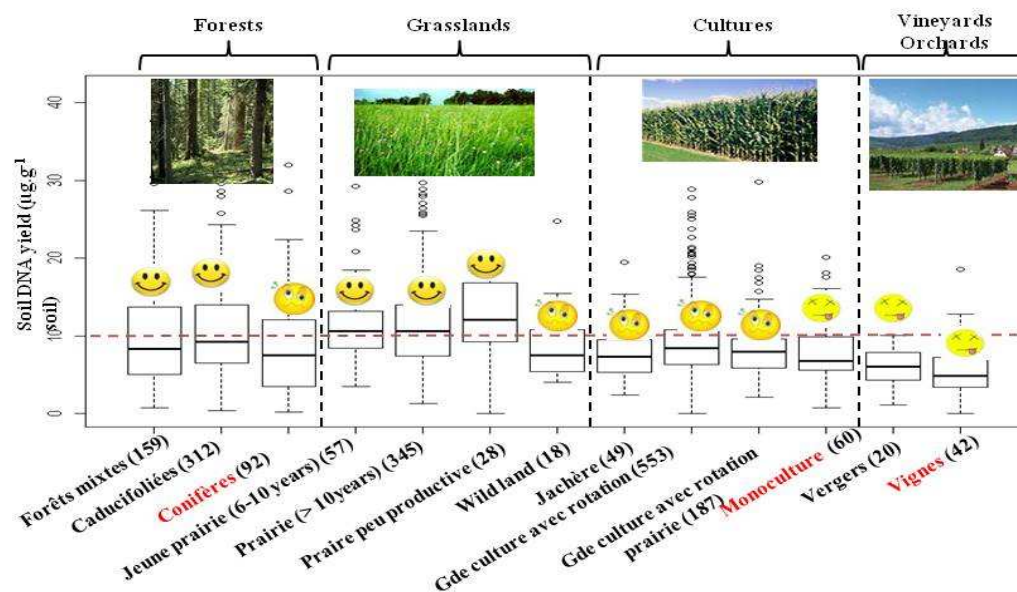 Forests
Grasslands
Cultures
Vineyards
Orchards
Soil DNA yield (µg.g¹
soil)
40
30
20
10
0
Forêts mixtes (159)
Caducifoliées (312)
Conifères (92)
Jeune prairie (6-10 years) (57)
Prairie (> 10years) (345)
Praire peu productive (28)
Wild land (18)
Jachère (49)
Gde culture avec rotation (553)
Gde culture avec rotation
prairie (187)
Monoculture (60)
Vergers (20)
Vignes (42)